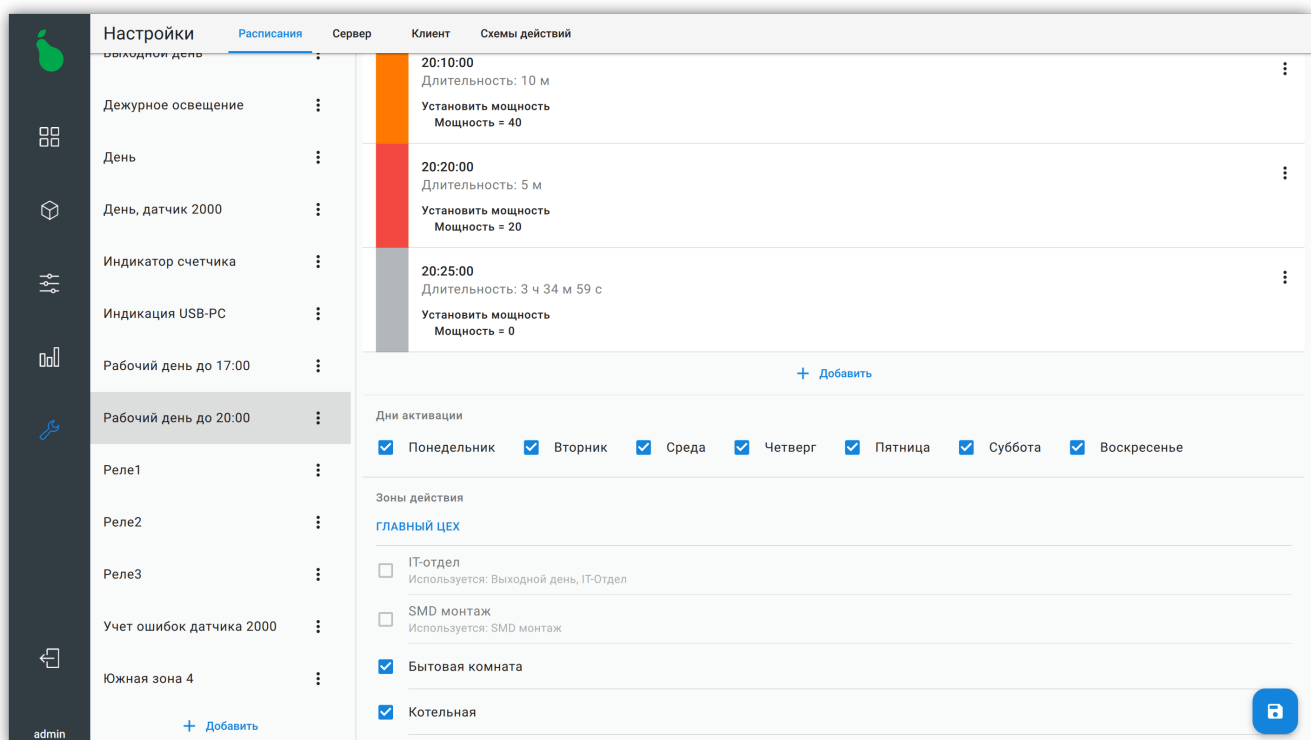 Настройки
Расписания
Сервер
Клиент
Схемы действий
Выходной день
Дежурное освещение
День
День, датчик 2000
Индикатор счетчика
Индикация USB-PC
Рабочий день до 17:00
Рабочий день до 20:00
Реле1
Реле2
Реле3
Учет ошибок датчика 2000
Южная зона 4
Добавить
admin
20:10:00
Длительность: 10 м
Установить мощность
Мощность = 40
20:20:00
Длительность: 5 м
Установить мощность
Мощность = 20
20:25:00
Длительность: 3 ч 34 м 59 с
Установить мощность
Мощность = 0
Добавить
Дни активации
Понедельник Вторник Среда Четверг Пятница Суббота Воскресенье
Зоны действия
ГЛАВНЫЙ ЦЕХ
IT-отдел
Используется: Выходной день, IT-Отдел
SMD монтаж
Используется: SMD монтаж
Бытовая комната
Котельная